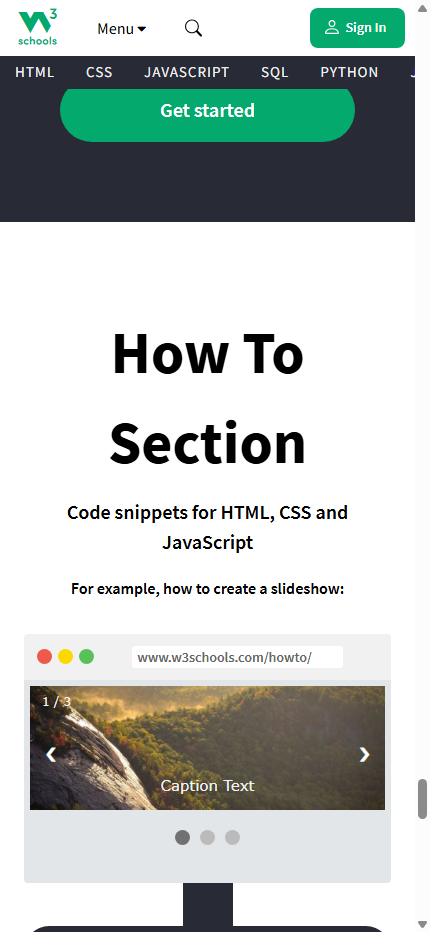 3
schools
Menu
Sign In
HTML CSS JAVASCRIPT SQL PYTHON
Get started
How To
Section
Code snippets for HTML, CSS and
JavaScript
For example, how to create a slideshow:
www.w3schools.com/howto/
1 / 3
❮ ❯
Caption Text